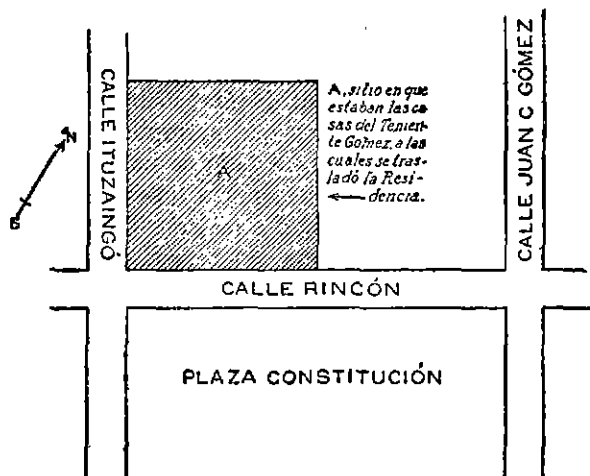 CALLE ITUZAINGÓ
A, sitio en que
estaban las ca
sas del Tenien-
te Gomez, a las
cuales se tras-
ladó la Resi-
dencia.
CALLE JUAN C GÓMEZ
N
A
CALLE RINCÓN
PLAZA CONSTITUCIÓN